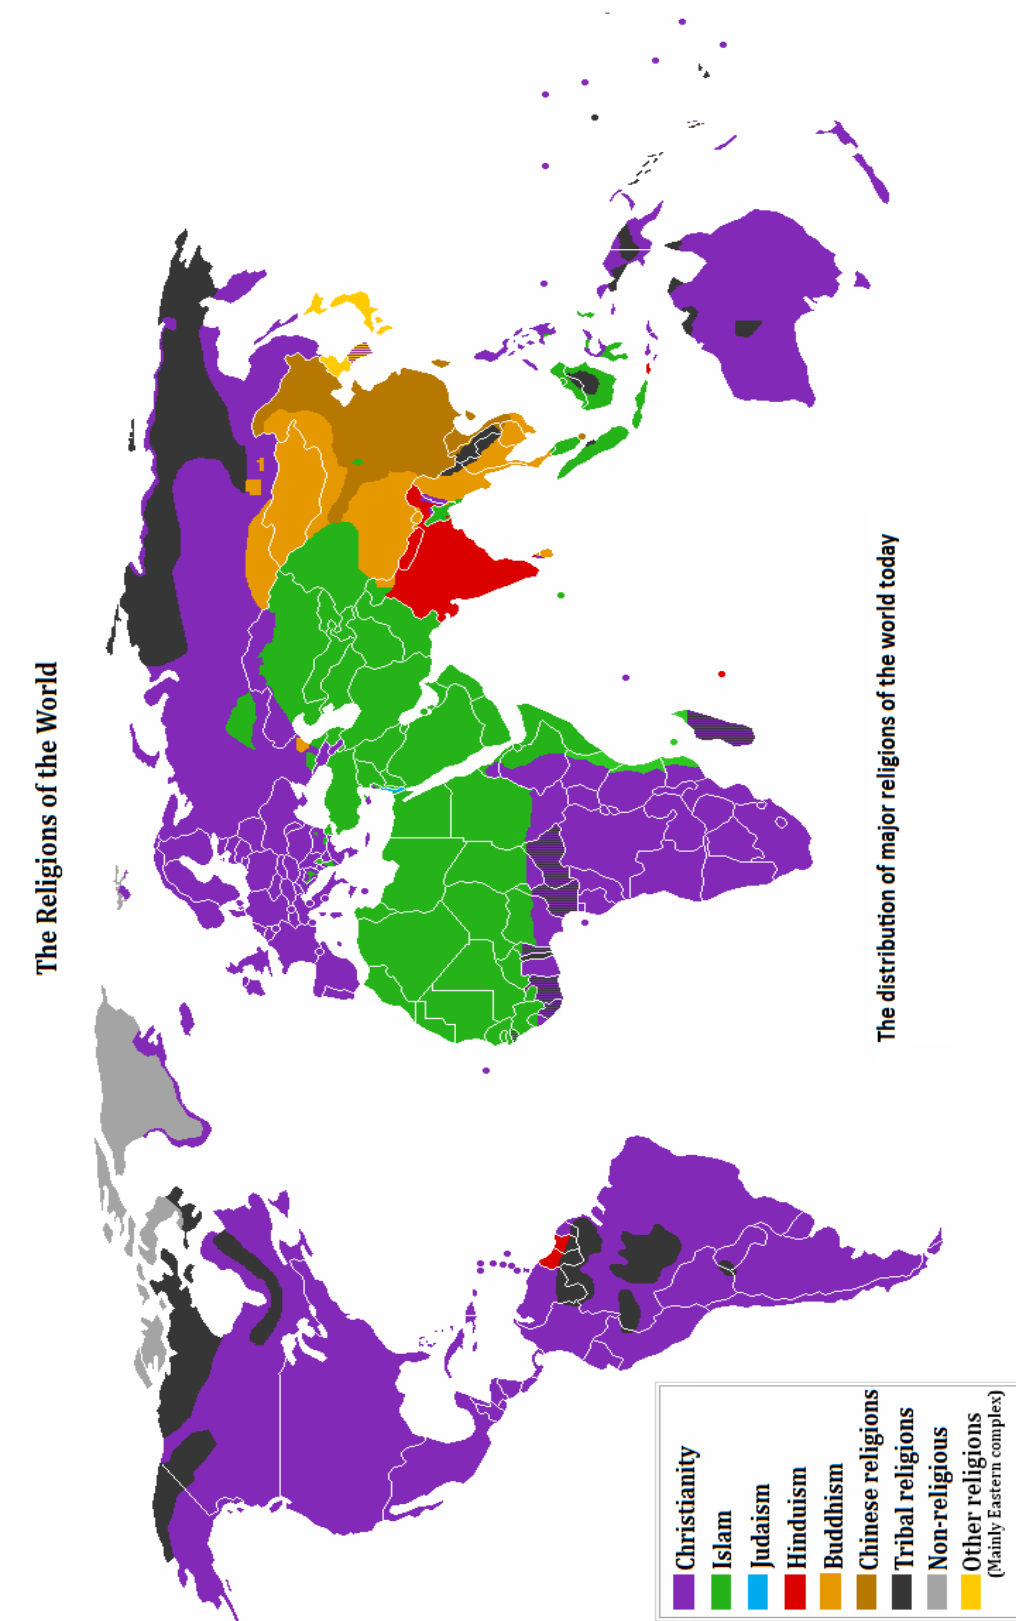 The Religions of the World
Christianity
Islam
Judaism
Hinduism
Buddhism
Chinese religions
Tribal religions
Non-religious
Other religions
(Mainly Eastern complex)
The distribution of major religions of the world today